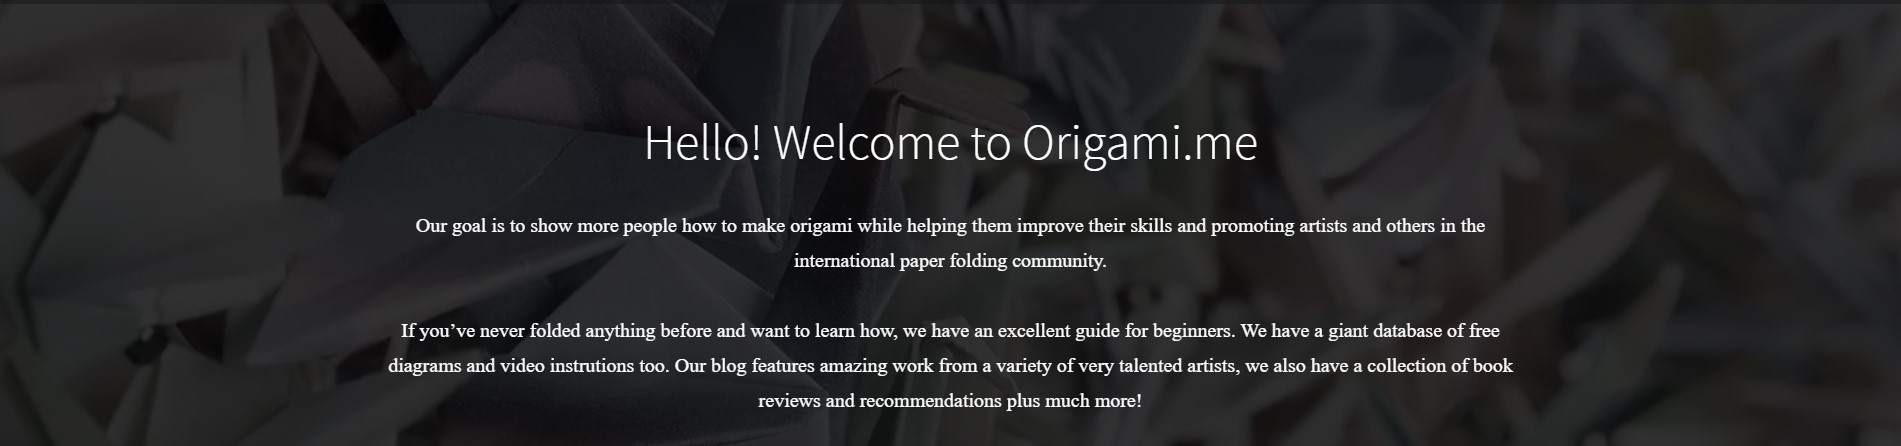 Hello! Welcome to Origami.me
Our goal is to show more people how to make origami while helping them improve their skills and promoting artists and others in the
international paper folding community.
If you’ve never folded anything before and want to learn how, we have an excellent guide for beginners. We have a giant database of free
diagrams and video instrutions too. Our blog features amazing work from a variety of very talented artists, we also have a collection of book
reviews and recommendations plus much more!